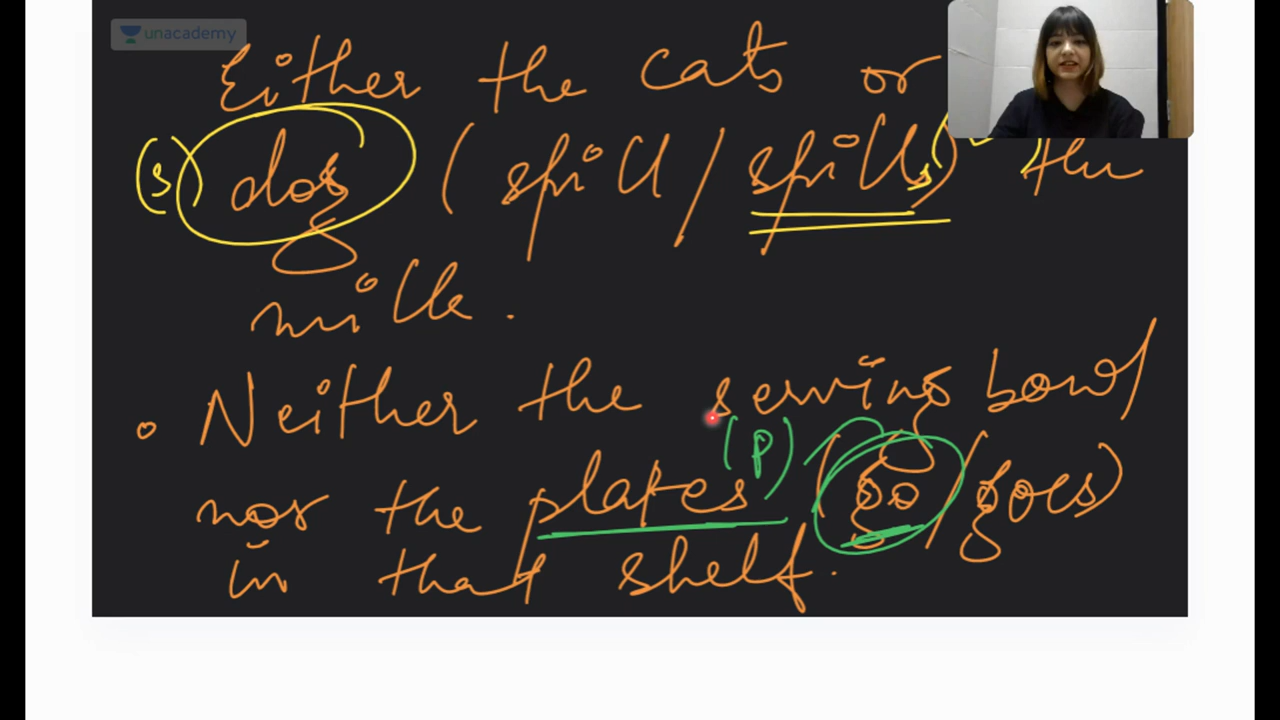 unacademy
Either the cats or
(s) dog (spill / spills) the
milk.
• Neither the serving bowl
(P)
nor the plates (go/goes)
in that shelf.